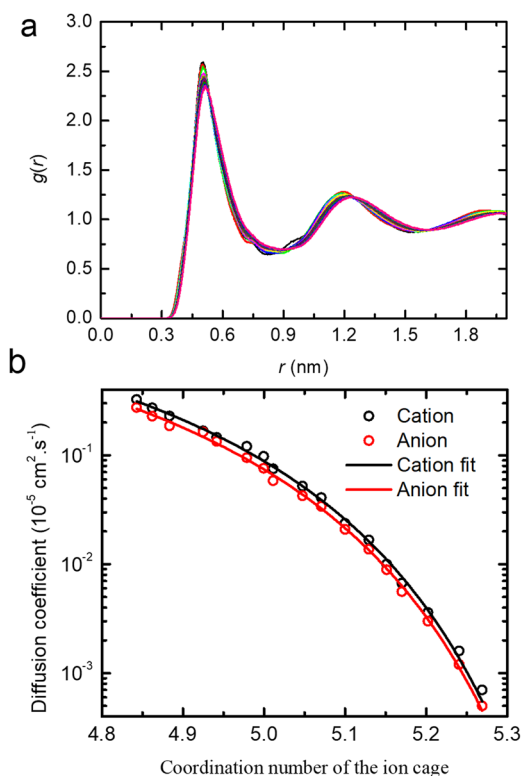 a
3.0
2.5
2.0
1.5
1.0
0.5
0.0
g(r)
0.0 0.3 0.6 0.9 1.2 1.5 1.8
r (nm)
b
Cation
Anion
Cation fit
Anion fit
10⁻¹
10⁻²
10⁻³
Diffusion coefficient (10⁻⁵ cm².s⁻¹)
4.8 4.9 5.0 5.1 5.2 5.3
Coordination number of the ion cage